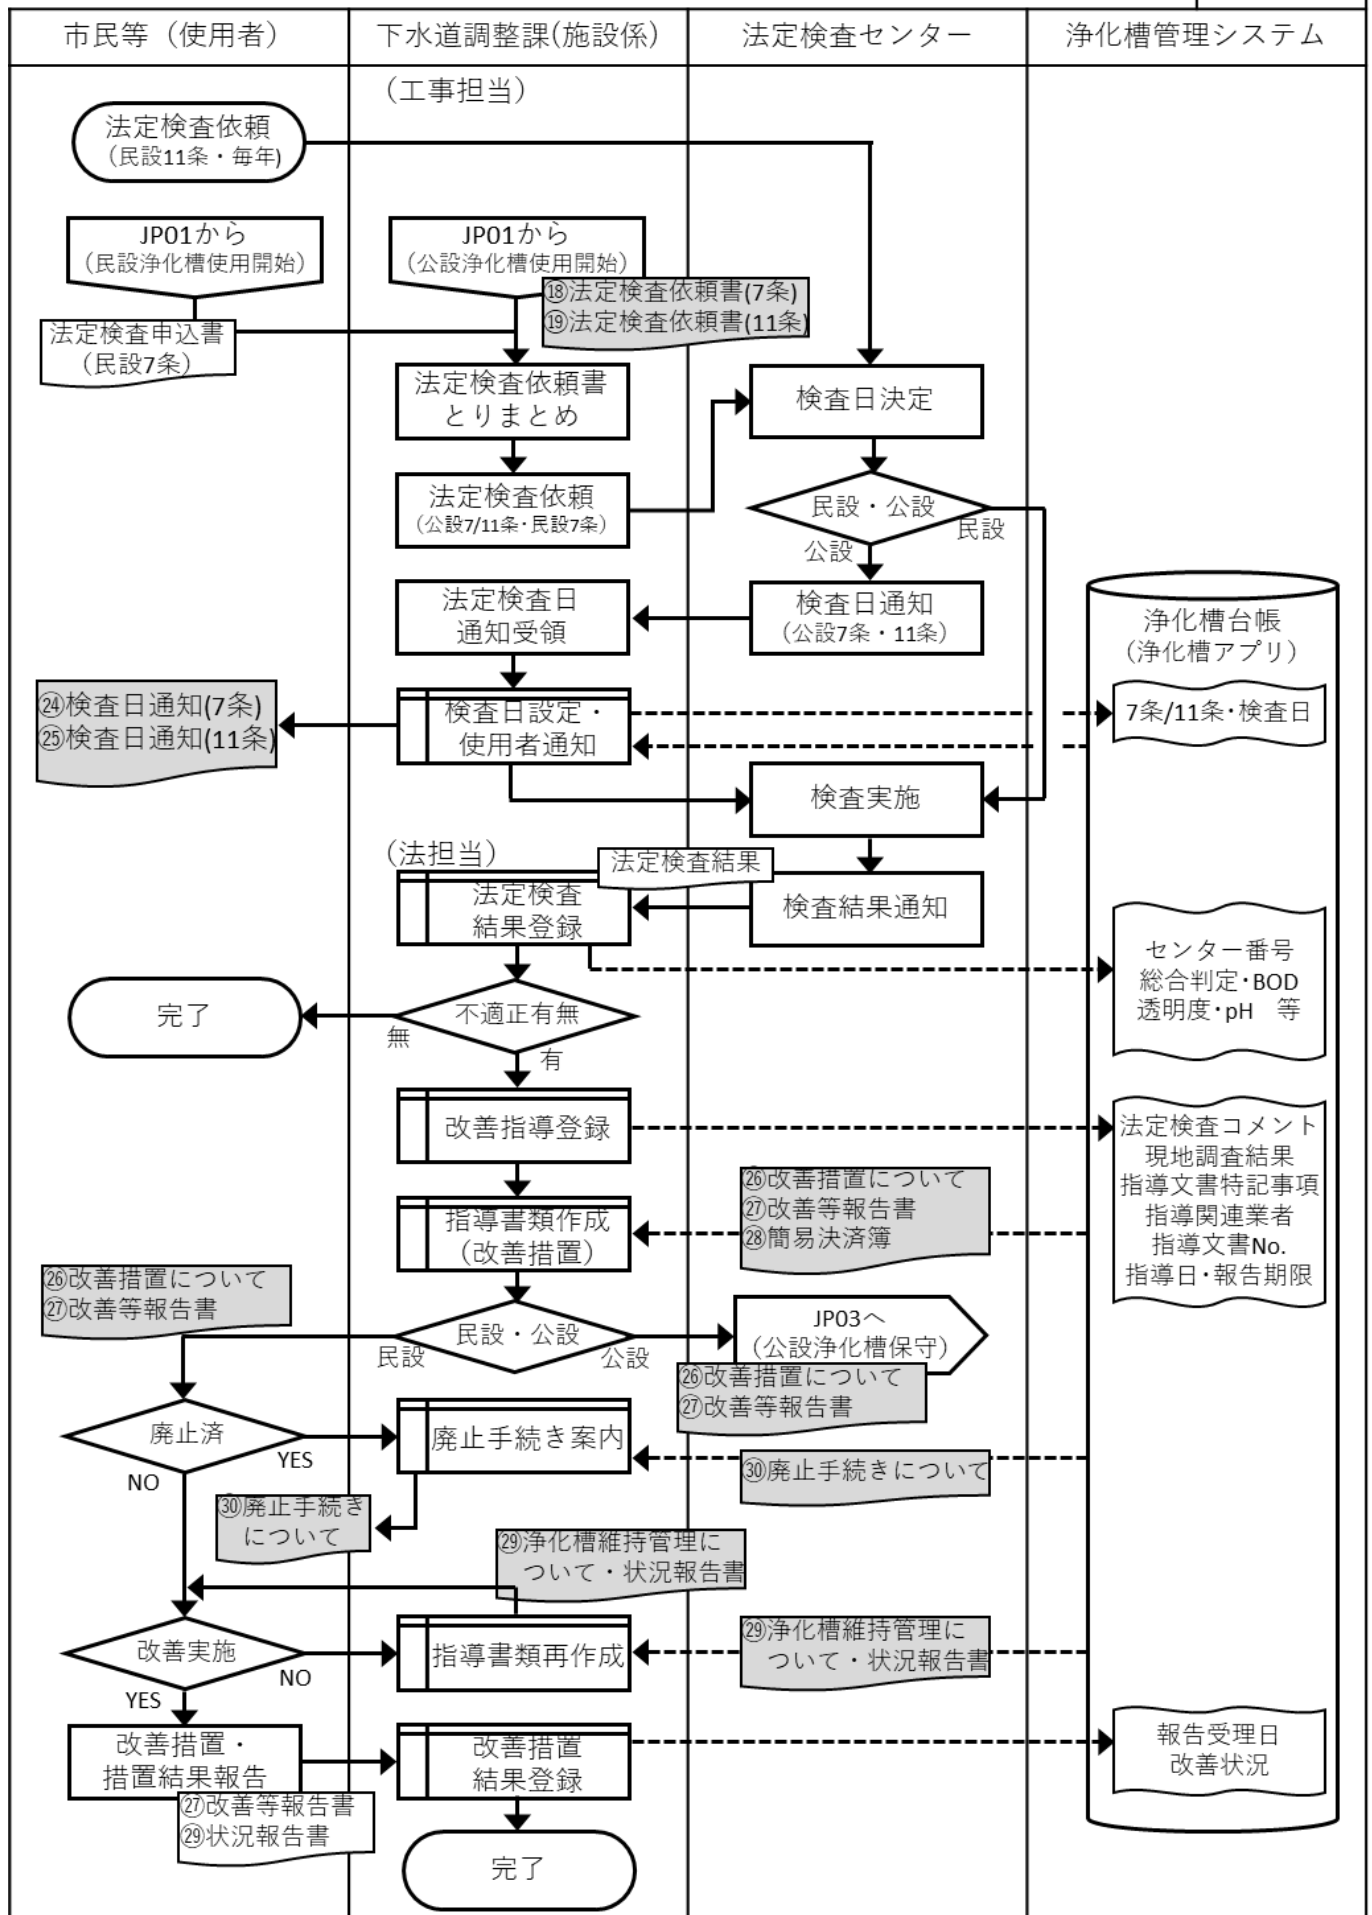 市民等（使用者）
下水道調整課(施設係)
法定検査センター
浄化槽管理システム
（工事担当）
法定検査依頼
（民設11条・毎年)
JP01から
（民設浄化槽使用開始）
JP01から
（公設浄化槽使用開始）
⑱法定検査依頼書(7条)
⑲法定検査依頼書(11条)
法定検査申込書
（民設7条）
法定検査依頼書
とりまとめ
検査日決定
法定検査依頼
（公設7/11条・民設7条）
民設・公設
民設
公設
法定検査日
通知受領
検査日通知
（公設7条・11条）
浄化槽台帳
（浄化槽アプリ）
㉔検査日通知(7条)
㉕検査日通知(11条)
検査日設定・
使用者通知
7条/11条・検査日
検査実施
（法担当）
法定検査結果
法定検査
結果登録
検査結果通知
センター番号
総合判定・BOD
透明度・pH　等
完了
不適正有無
無
有
改善指導登録
法定検査コメント
現地調査結果
指導文書特記事項
指導関連業者
指導文書No.
指導日・報告期限
指導書類作成
（改善措置）
㉖改善措置について
㉗改善等報告書
㉘簡易決済簿
㉖改善措置について
㉗改善等報告書
民設・公設
民設
公設
JP03へ
（公設浄化槽保守）
㉖改善措置について
㉗改善等報告書
廃止済
YES
NO
廃止手続き案内
㉚廃止手続きについて
㉚廃止手続き
について
㉙浄化槽維持管理に
ついて・状況報告書
改善実施
NO
YES
指導書類再作成
㉙浄化槽維持管理に
ついて・状況報告書
改善措置・
措置結果報告
㉗改善等報告書
㉙状況報告書
改善措置
結果登録
報告受理日
改善状況
完了